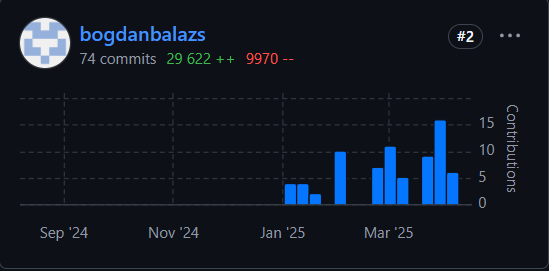 bogdanbalazs
#2
74 commits 29 622 ++ 9970 --
15
10
5
0
Contributions
Sep '24 Nov '24 Jan '25 Mar '25